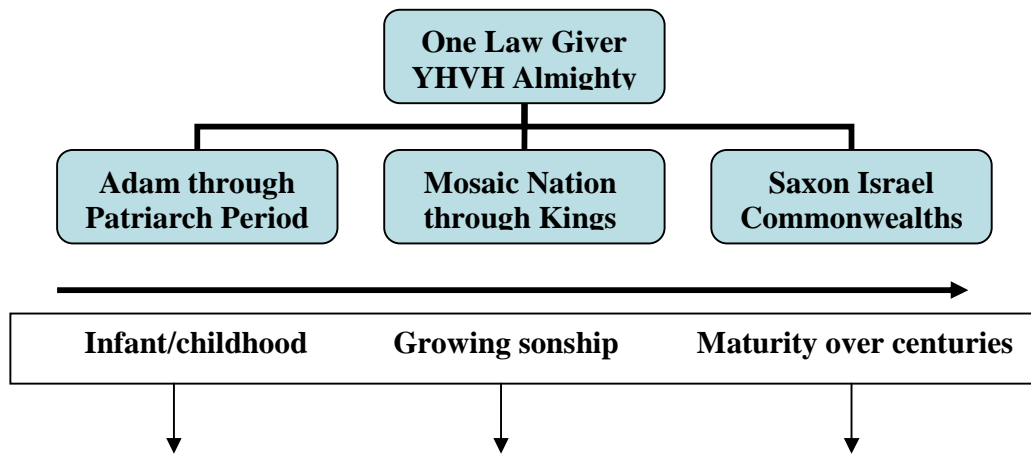 One Law Giver
YHVH Almighty
Adam through
Patriarch Period
Mosaic Nation
through Kings
Saxon Israel
Commonwealths
Infant/childhood
Growing sonship
Maturity over centuries